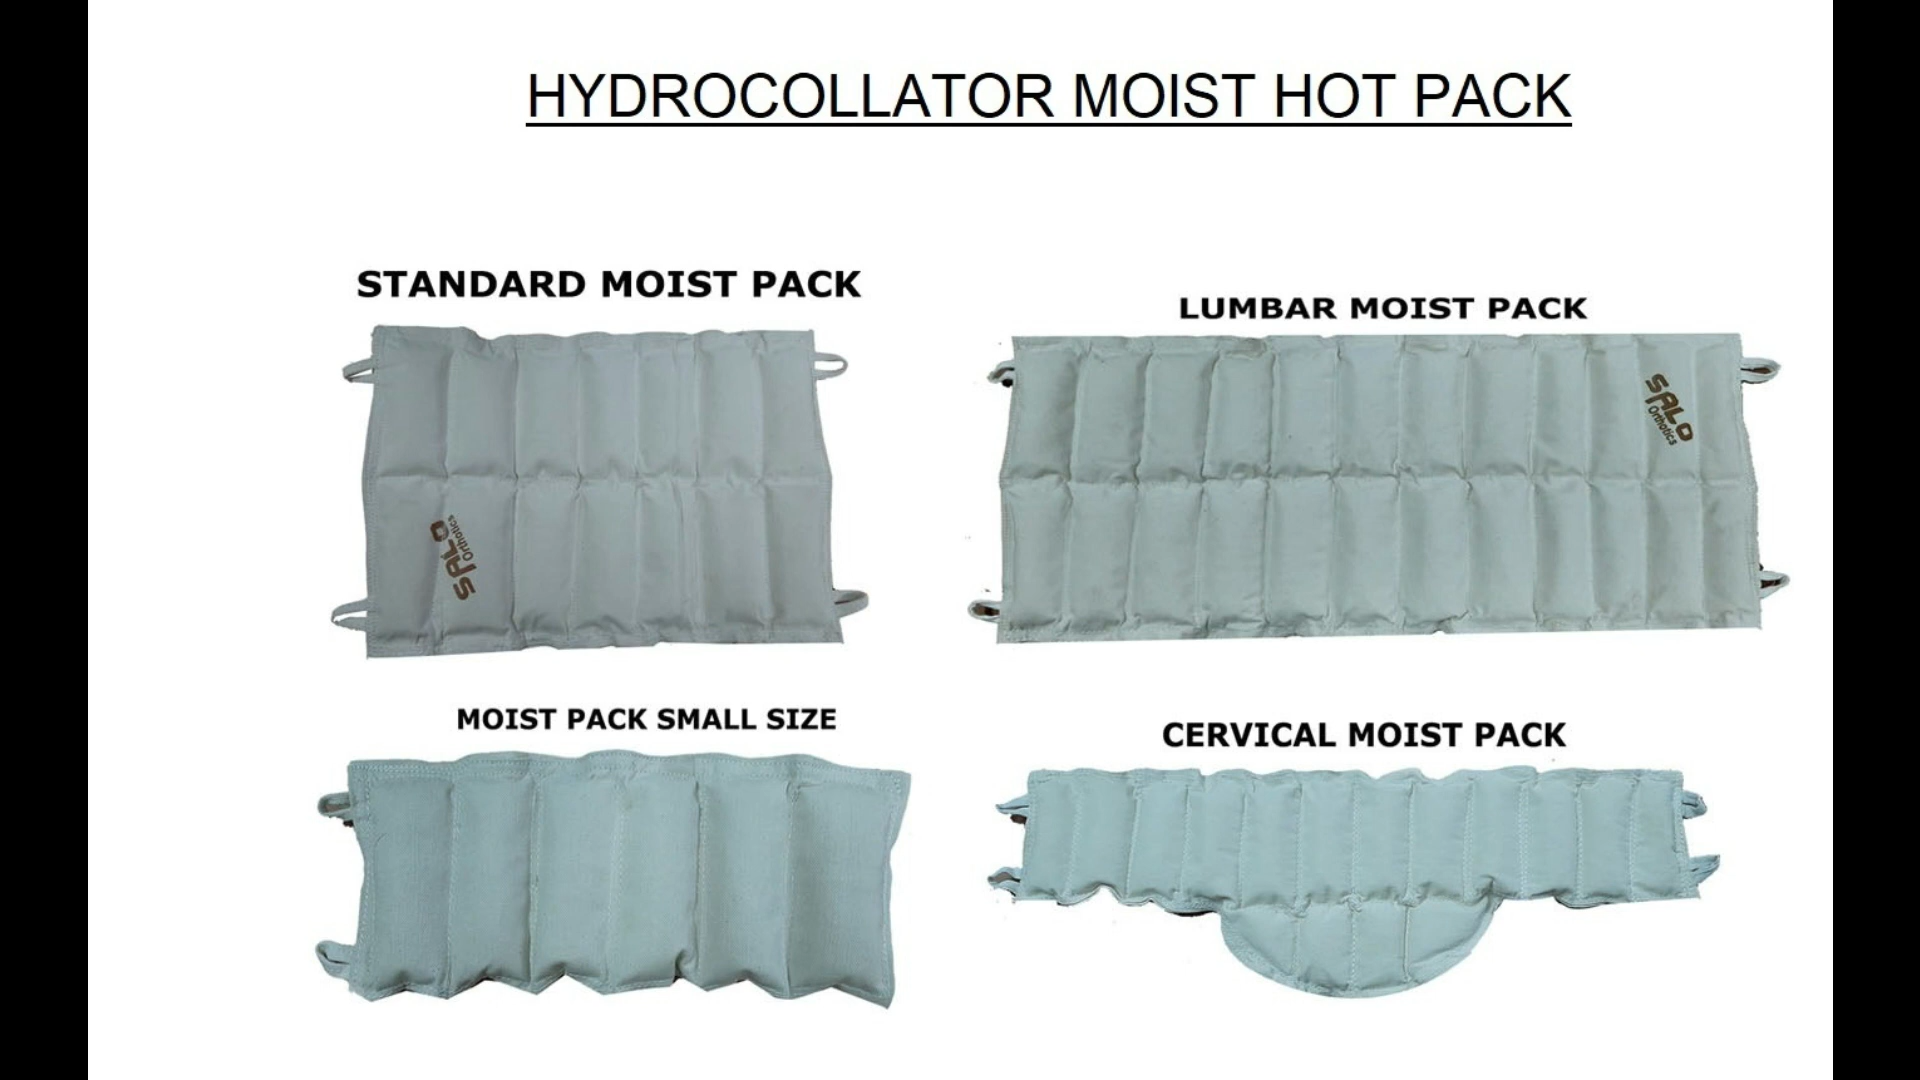 HYDROCOLLATOR MOIST HOT PACK
STANDARD MOIST PACK
LUMBAR MOIST PACK
SALO
Orthotics
SALO
Orthotics
MOIST PACK SMALL SIZE
CERVICAL MOIST PACK